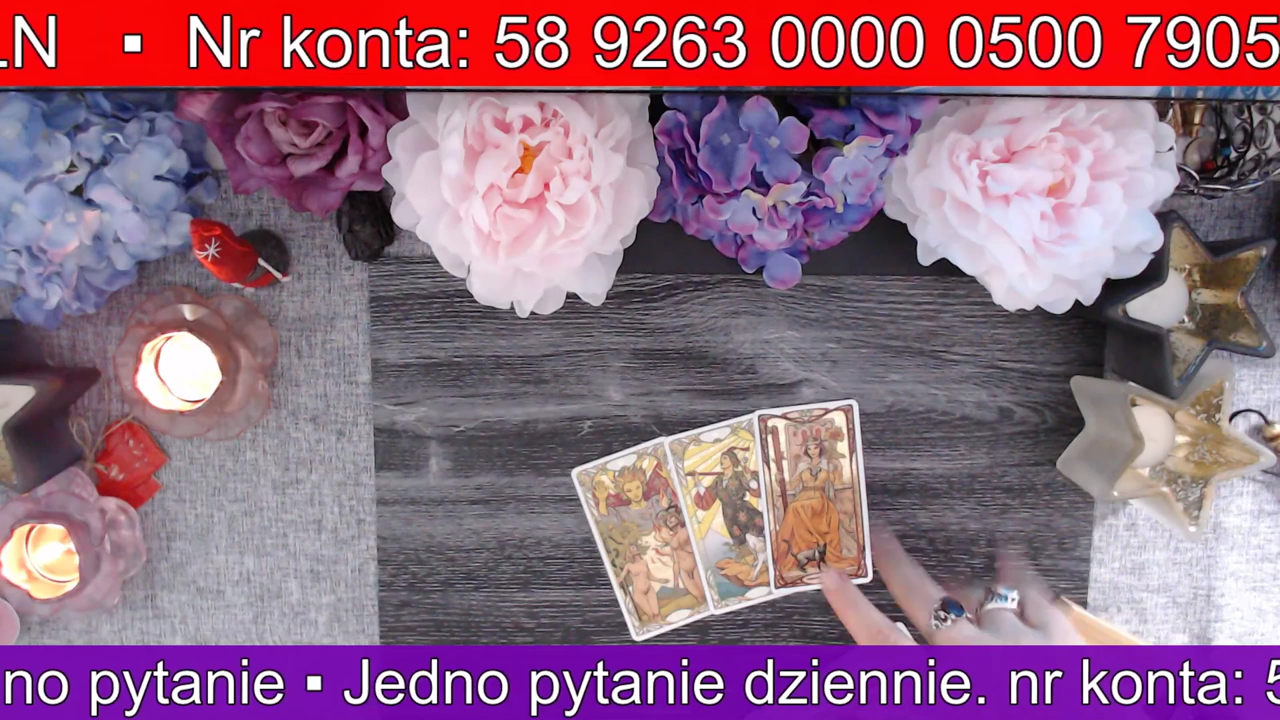 LN ▪ Nr konta: 58 9263 0000 0500 7905
no pytanie ▪ Jedno pytanie dziennie. nr konta: 5